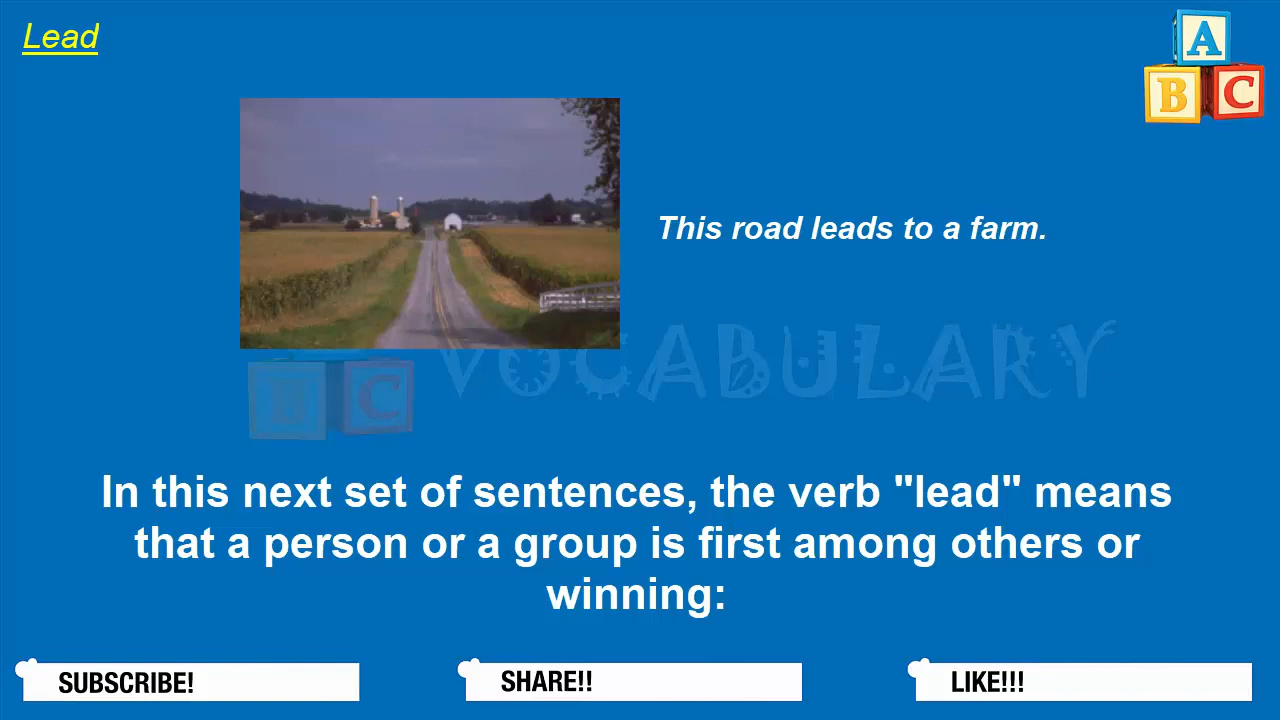 Lead
A
B C
This road leads to a farm.
B C VOCABULARY
In this next set of sentences, the verb "lead" means
that a person or a group is first among others or
winning:
SUBSCRIBE! SHARE!! LIKE!!!